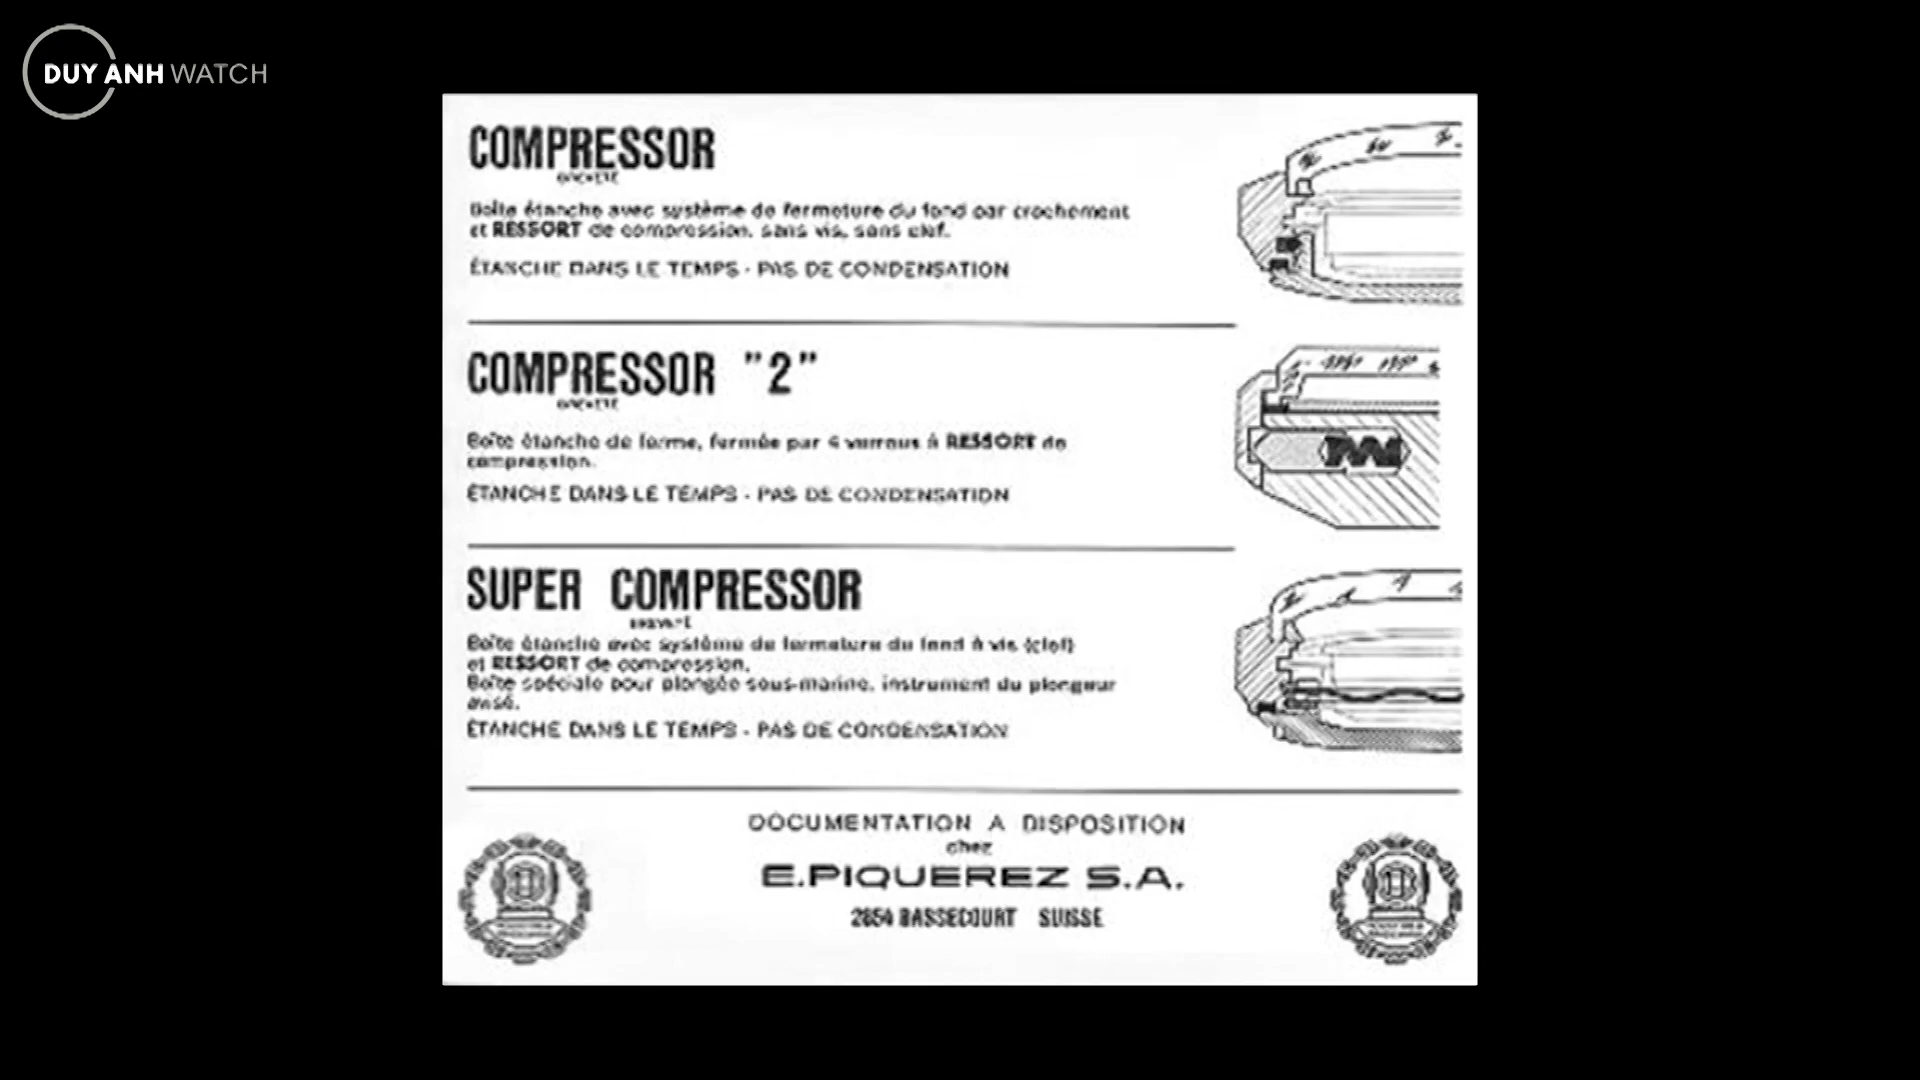 DUY ANH WATCH
COMPRESSOR
BREVETÉ
Boîte étanche avec système de fermeture du fond par crochement
et RESSORT de compression, sans vis, sans clef.
ÉTANCHE DANS LE TEMPS - PAS DE CONDENSATION
COMPRESSOR "2"
BREVETÉ
Boîte étanche de forme, fermée par 4 verrous à RESSORT de
compression.
ÉTANCHE DANS LE TEMPS - PAS DE CONDENSATION
SUPER COMPRESSOR
BREVETÉ
Boîte étanche avec système de fermeture du fond à vis (clef)
et RESSORT de compression.
Boîte spéciale pour plongée sous-marine, instrument du plongeur
avisé.
ÉTANCHE DANS LE TEMPS - PAS DE CONDENSATION
DOCUMENTATION A DISPOSITION
chez
E.PIQUEREZ S.A.
2854 BASSECOURT SUISSE